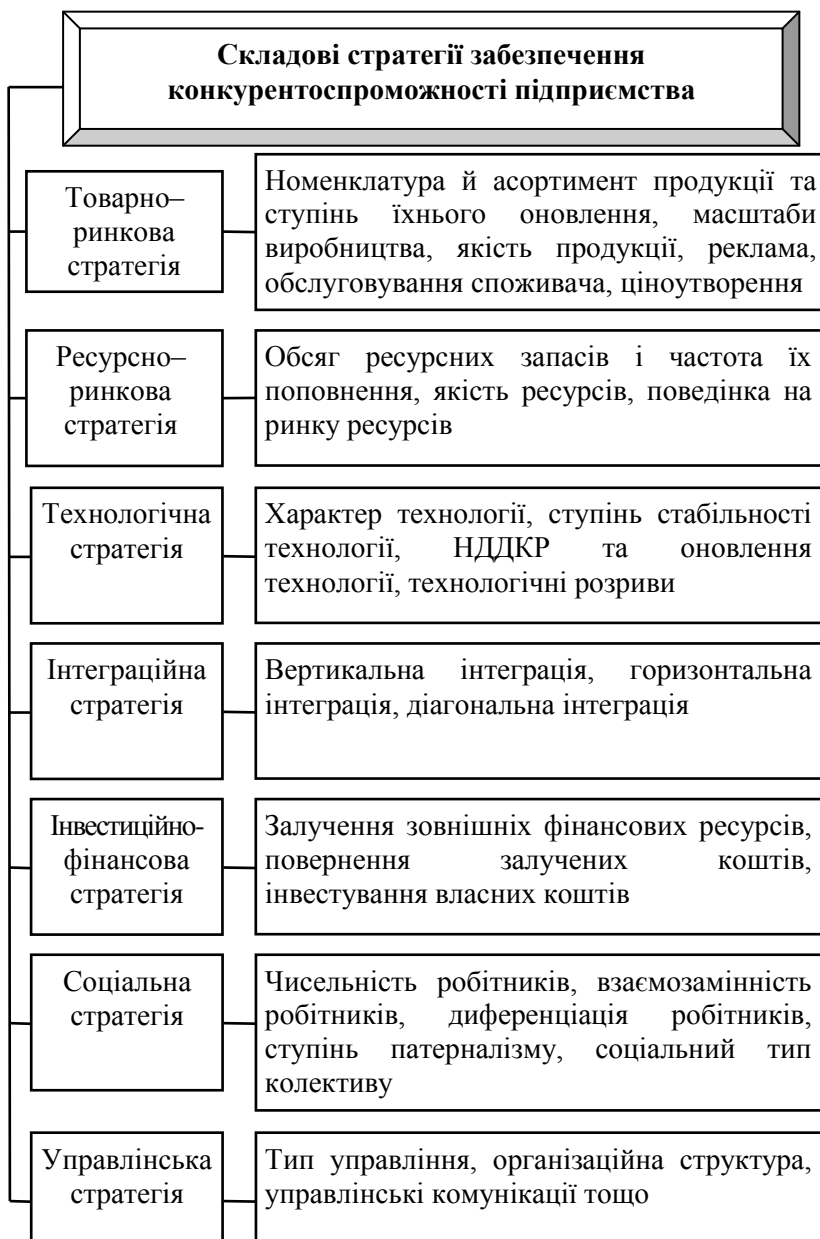 Складові стратегії забезпечення
конкурентоспроможності підприємства
Товарно–
ринкова
стратегія
Номенклатура й асортимент продукції та
ступінь їхнього оновлення, масштаби
виробництва, якість продукції, реклама,
обслуговування споживача, ціноутворення
Ресурсно–
ринкова
стратегія
Обсяг ресурсних запасів і частота їх
поповнення, якість ресурсів, поведінка на
ринку ресурсів
Технологічна
стратегія
Характер технології, ступінь стабільності
технології, НДДКР та оновлення
технології, технологічні розриви
Інтеграційна
стратегія
Вертикальна інтеграція, горизонтальна
інтеграція, діагональна інтеграція
Інвестиційно-
фінансова
стратегія
Залучення зовнішніх фінансових ресурсів,
повернення залучених коштів,
інвестування власних коштів
Соціальна
стратегія
Чисельність робітників, взаємозамінність
робітників, диференціація робітників,
ступінь патерналізму, соціальний тип
колективу
Управлінська
стратегія
Тип управління, організаційна структура,
управлінські комунікації тощо